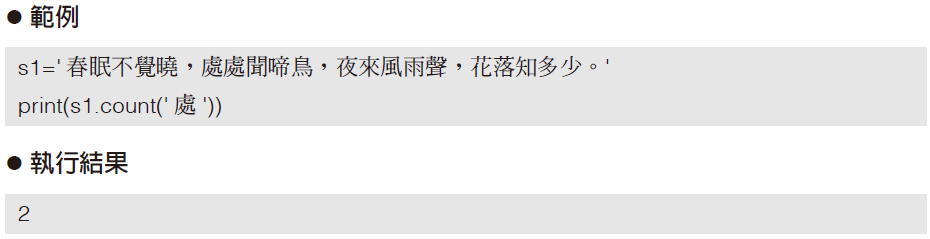 ● 範例
s1=' 春眠不覺曉，處處聞啼鳥，夜來風雨聲，花落知多少。'
print(s1.count(' 處 '))
● 執行結果
2